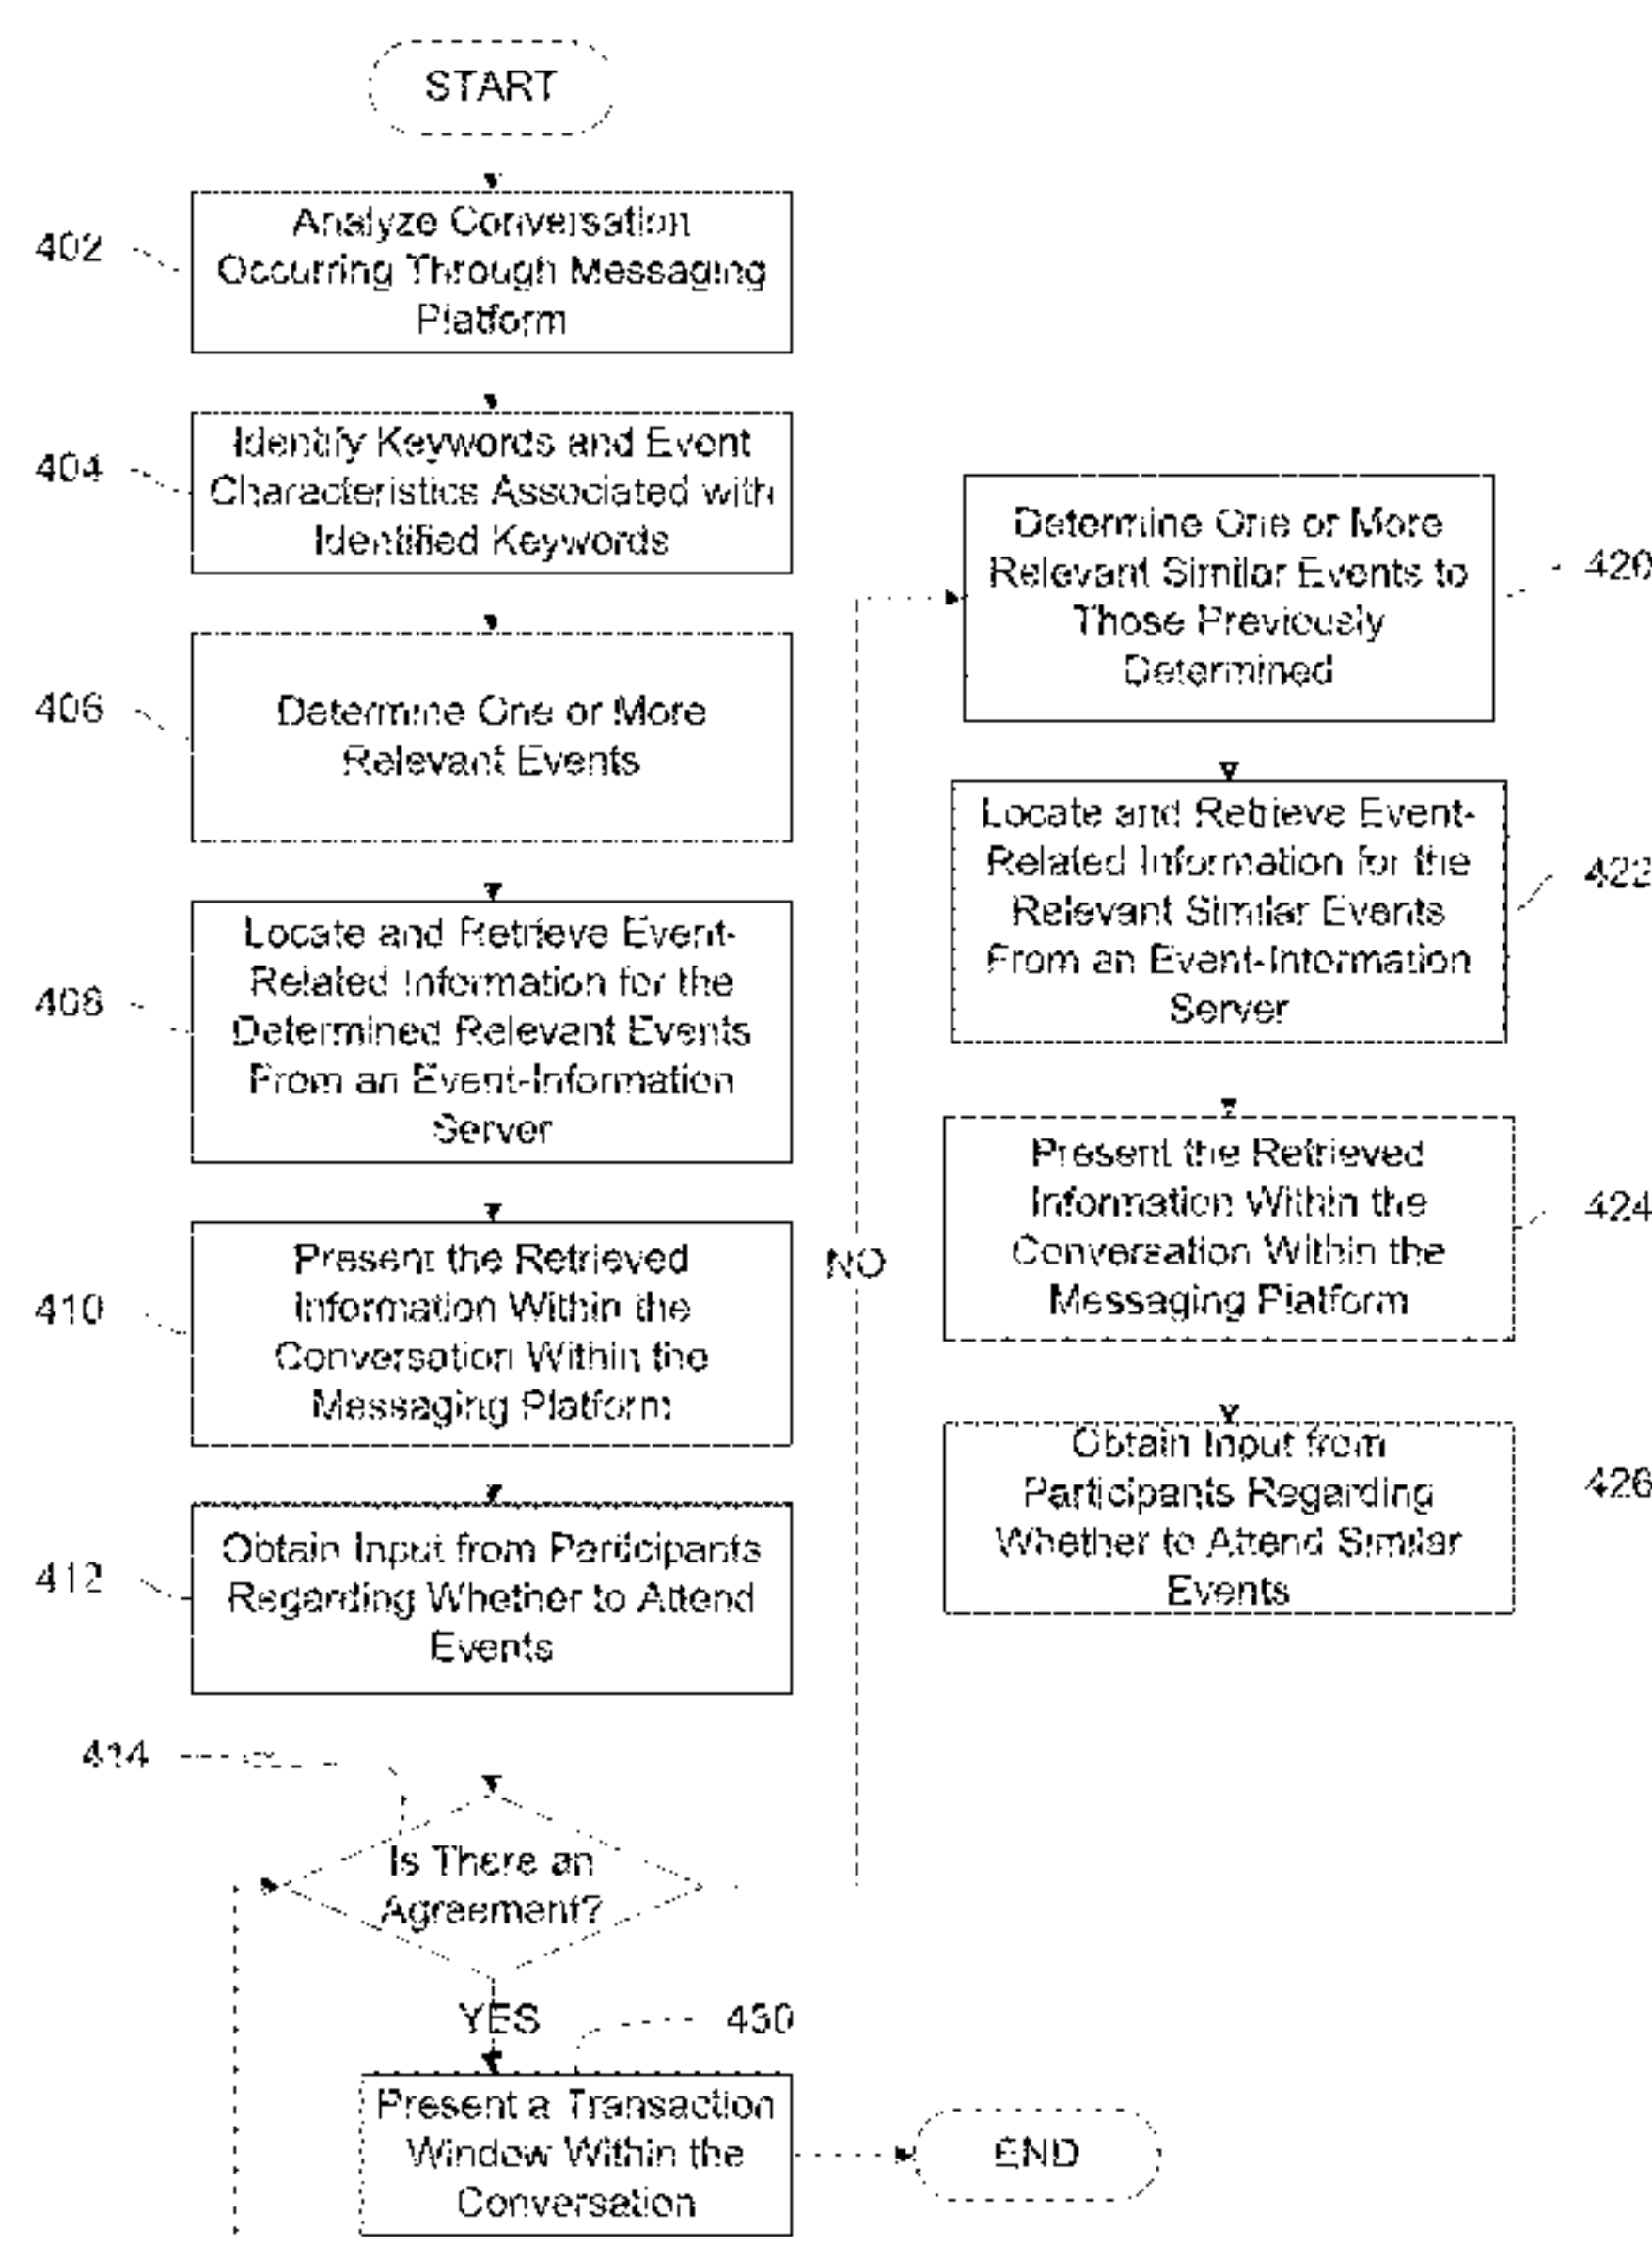 START
402
Analyze Conversation
Occurring Through Messaging
Platform
404
Identify Keywords and Event
Characteristics Associated with
Identified Keywords
406
Determine One or More
Relevant Events
408
Locate and Retrieve Event-
Related Information for the
Determined Relevant Events
From an Event-Information
Server
410
Present the Retrieved
Information Within the
Conversation Within the
Messaging Platform
412
Obtain Input from Participants
Regarding Whether to Attend
Events
414
Is There an
Agreement?
NO
YES
430
Present a Transaction
Window Within the
Conversation
END
Determine One or More
Relevant Similar Events to
Those Previously
Determined
420
Locate and Retrieve Event-
Related Information for the
Relevant Similar Events
From an Event-Information
Server
422
Present the Retrieved
Information Within the
Conversation Within the
Messaging Platform
424
Obtain Input from
Participants Regarding
Whether to Attend Similar
Events
426